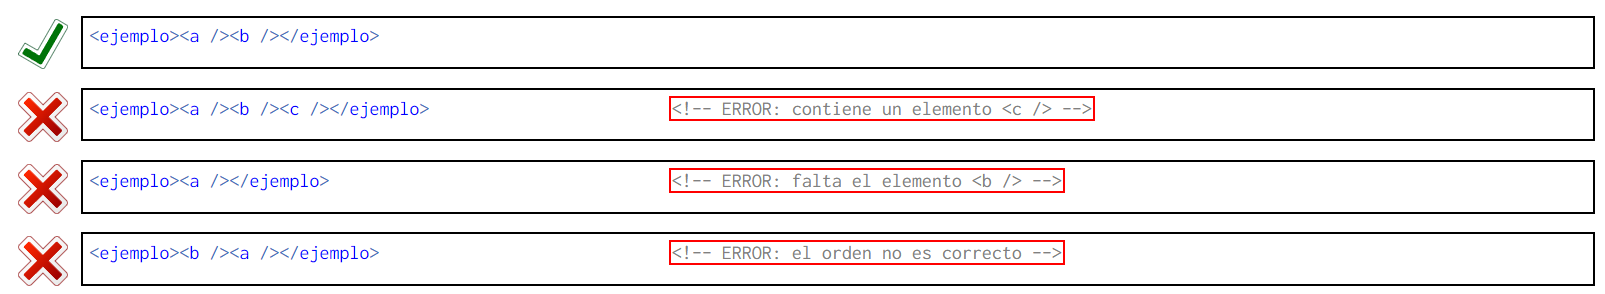 <ejemplo><a /><b /></ejemplo>
<ejemplo><a /><b /><c /></ejemplo> <!-- ERROR: contiene un elemento <c /> -->
<ejemplo><a /></ejemplo> <!-- ERROR: falta el elemento <b /> -->
<ejemplo><b /><a /></ejemplo> <!-- ERROR: el orden no es correcto -->